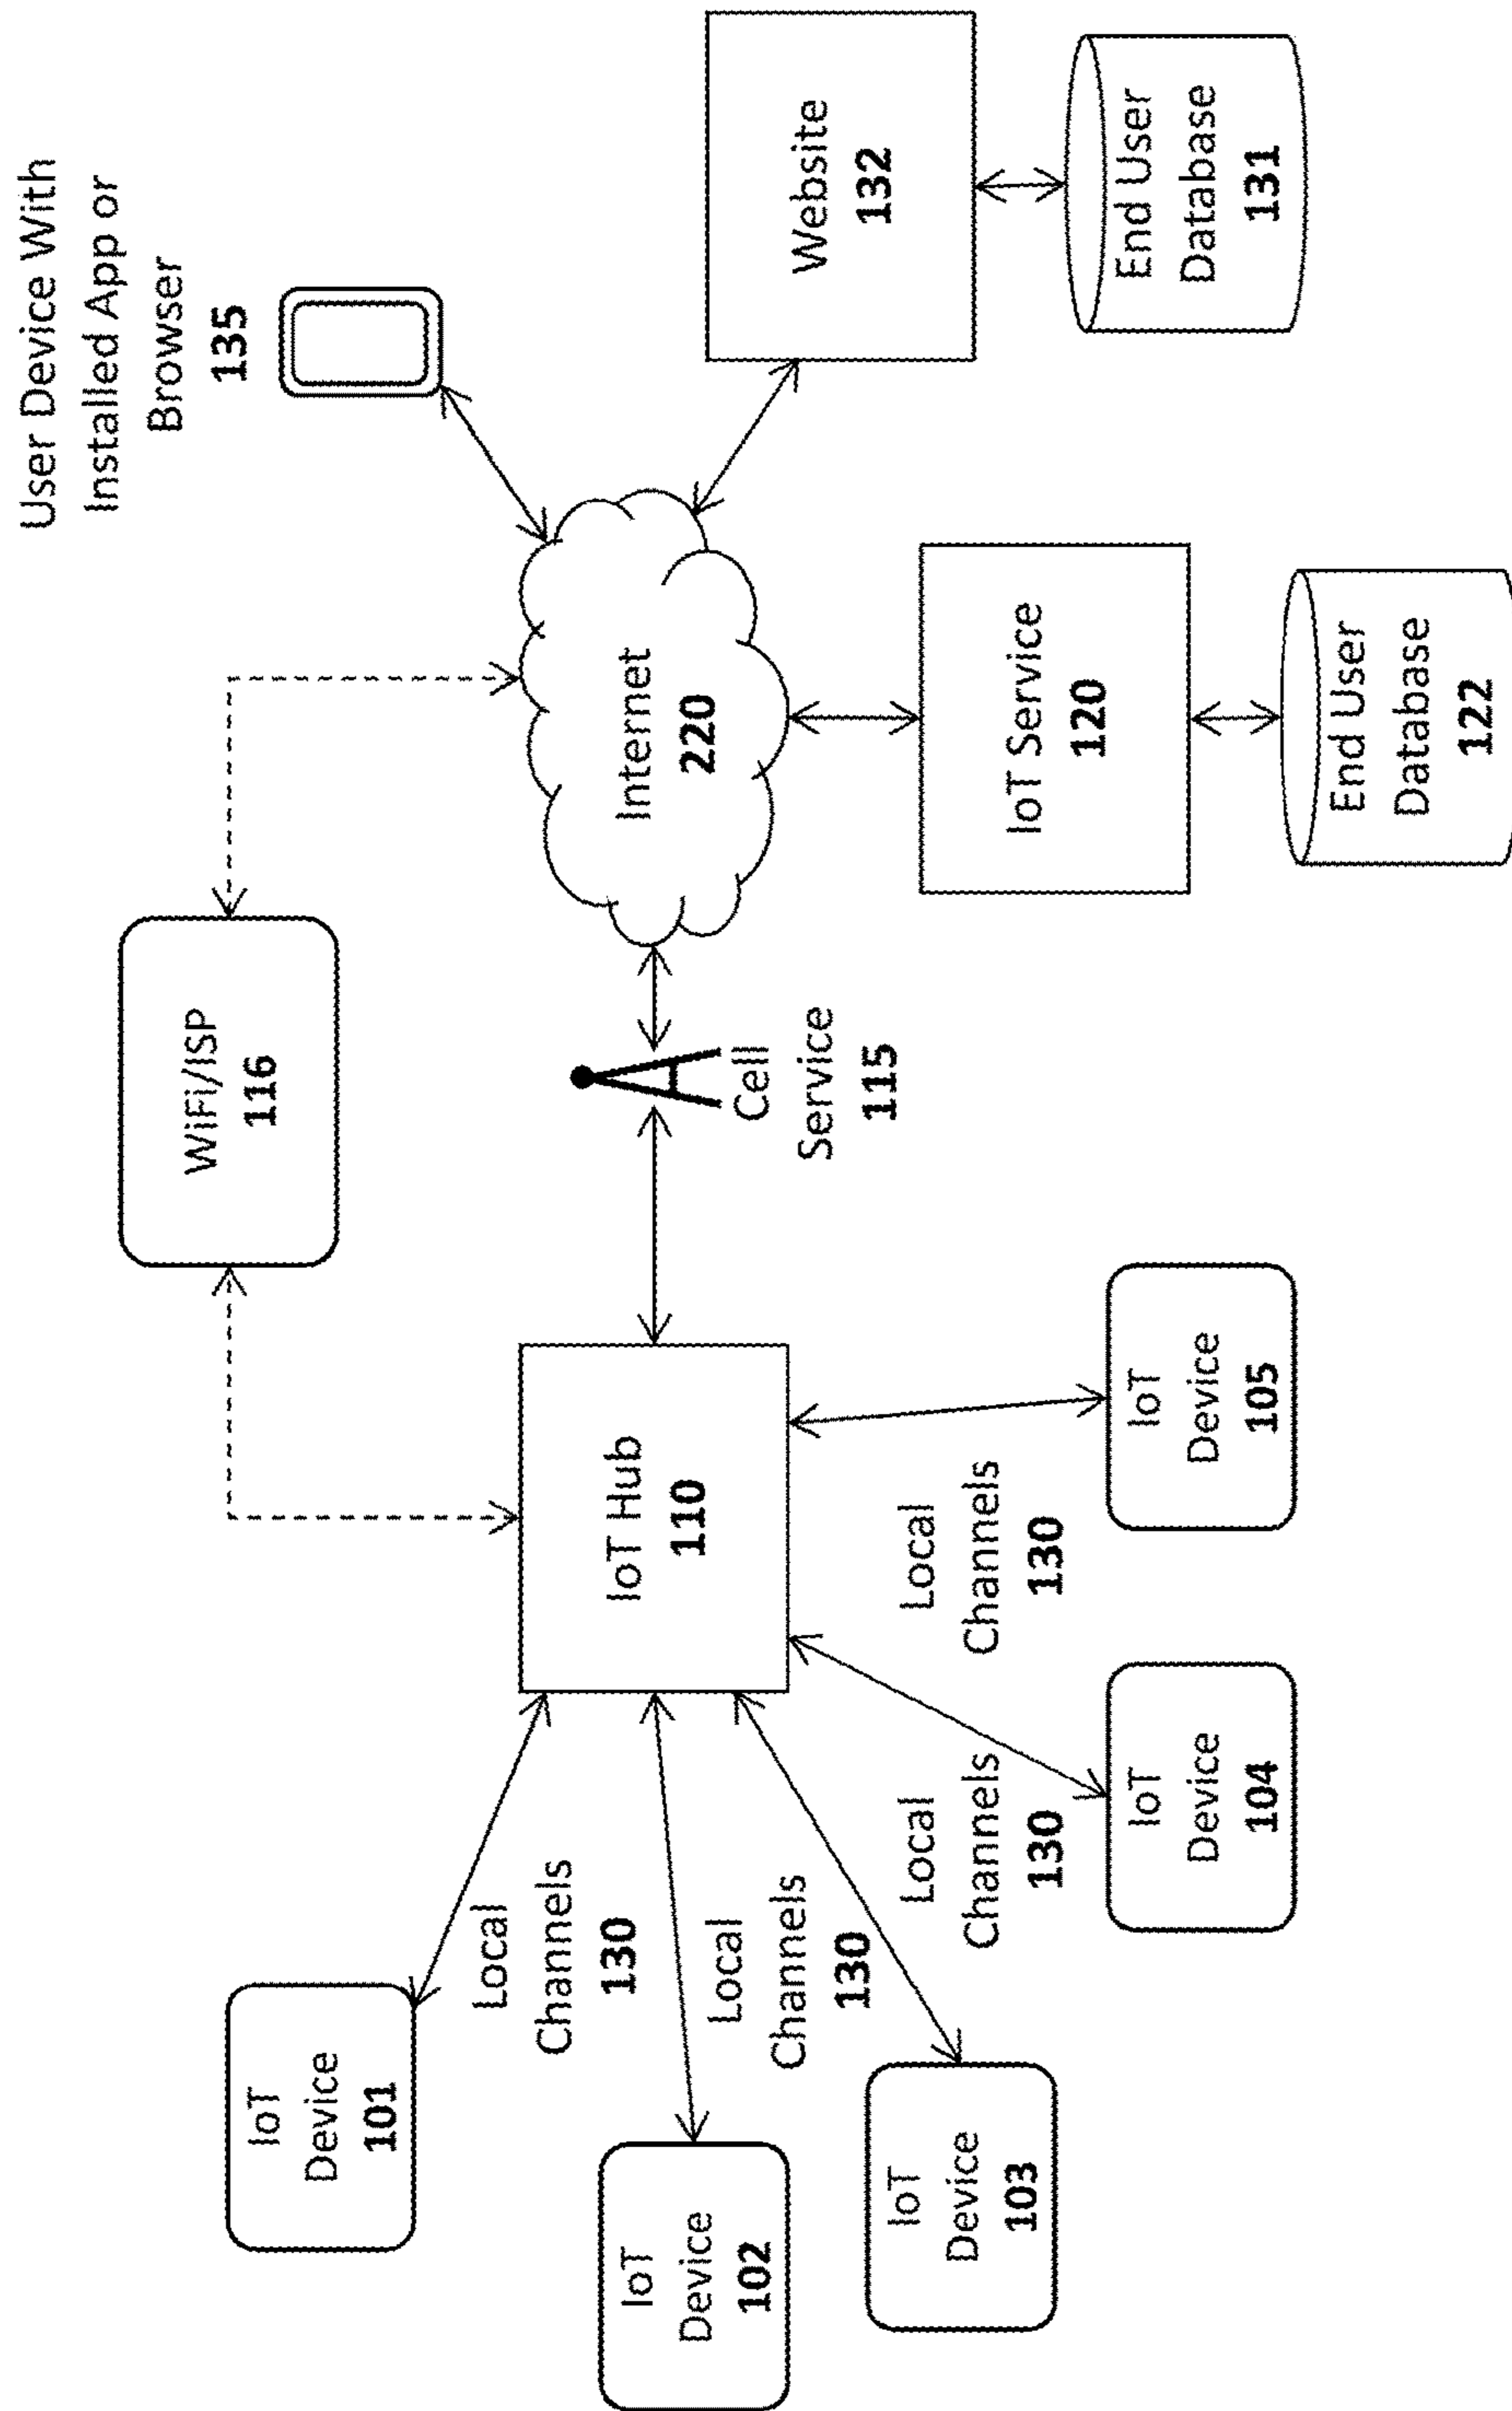 User Device With
Installed App or
Browser
135
WiFi/ISP
116
IoT
Device
101
Local
Channels
130
IoT
Device
102
Local
Channels
130
IoT
Device
103
IoT Hub
110
Cell
Service
115
Internet
220
Website
132
End User
Database
131
Local
Channels
130
IoT
Device
104
Local
Channels
130
IoT
Device
105
IoT Service
120
End User
Database
122